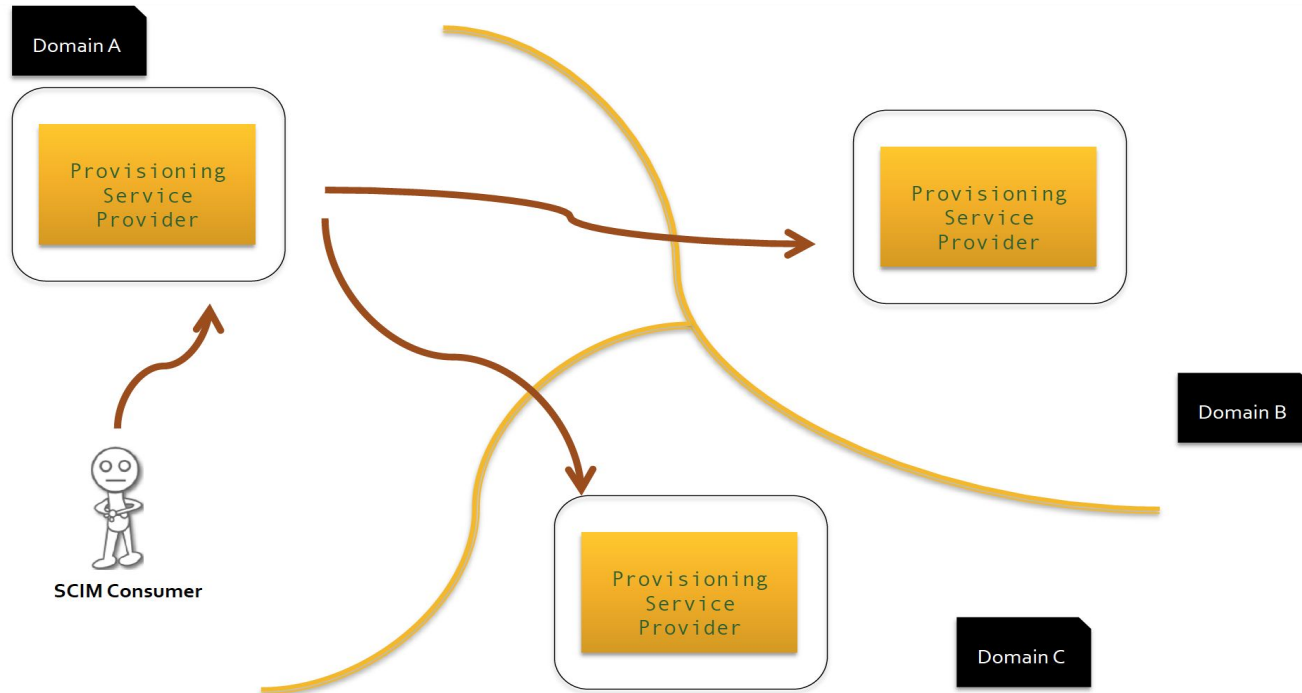 Domain A
Provisioning
Service
Provider
Provisioning
Service
Provider
Domain B
SCIM Consumer
Provisioning
Service
Provider
Domain C